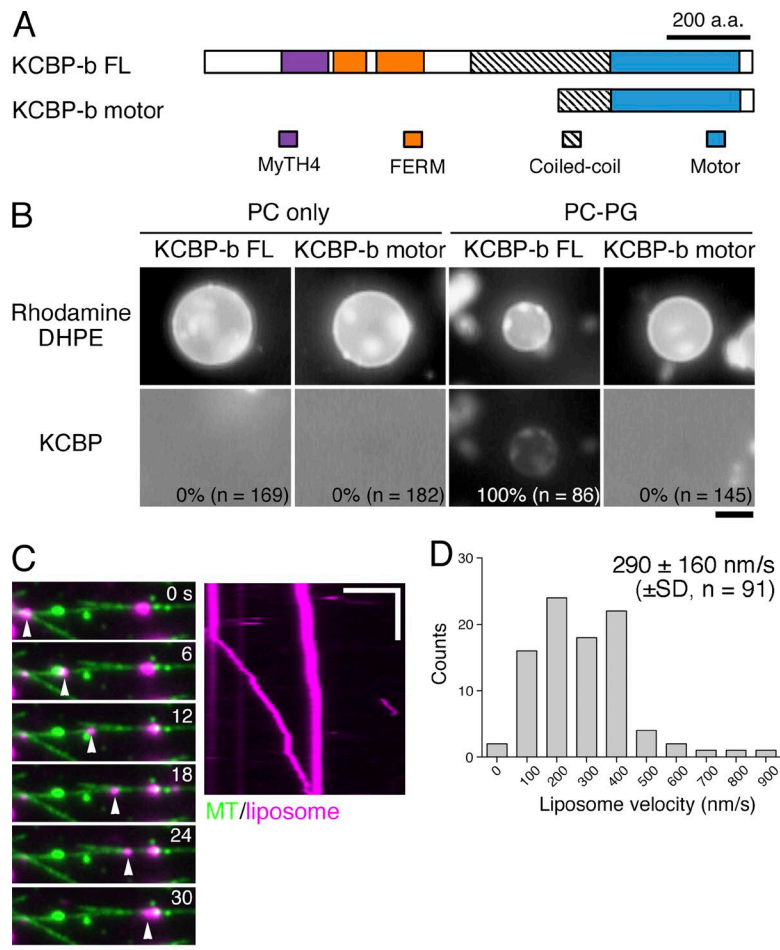 A
200 a.a.
KCBP-b FL
KCBP-b motor
MyTH4
FERM
Coiled-coil
Motor
B
PC only
PC-PG
KCBP-b FL
KCBP-b motor
KCBP-b FL
KCBP-b motor
Rhodamine
DHPE
KCBP
0% (n = 169)
0% (n = 182)
100% (n = 86)
0% (n = 145)
C
0 s
6
12
18
24
30
MT/liposome
D
290 ± 160 nm/s
(±SD, n = 91)
Counts
30
20
10
0
0
100
200
300
400
500
600
700
800
900
Liposome velocity (nm/s)